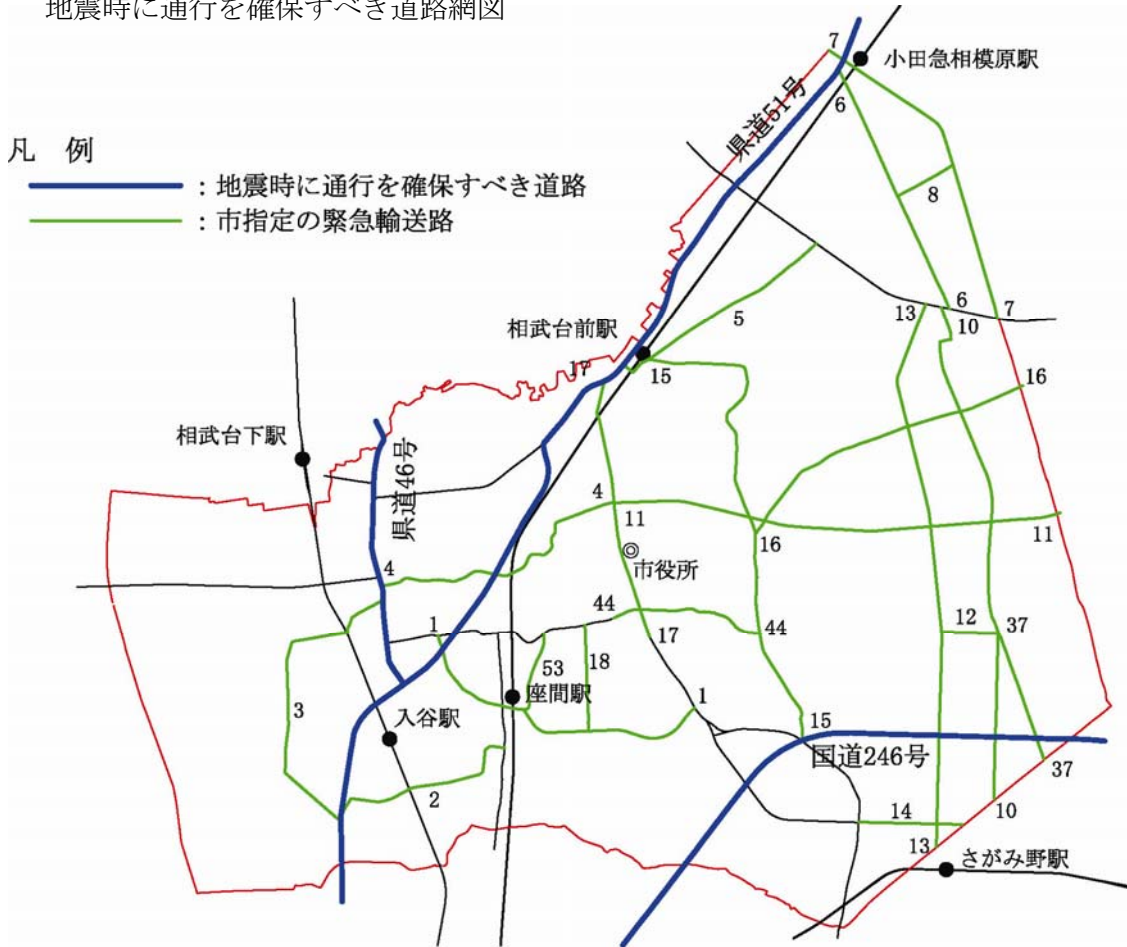 地震時に通行を確保すべき道路網図
7
小田急相模原駅
県道51号
6
凡 例
：地震時に通行を確保すべき道路
8
：市指定の緊急輸送路
6
7
13
10
5
相武台前駅
17
15
16
相武台下駅
県道46号
4
11
11
16
市役所
4
44
1
44
12
37
17
53
18
座間駅
3
入谷駅
1
15
国道246号
37
2
10
14
13
さがみ野駅